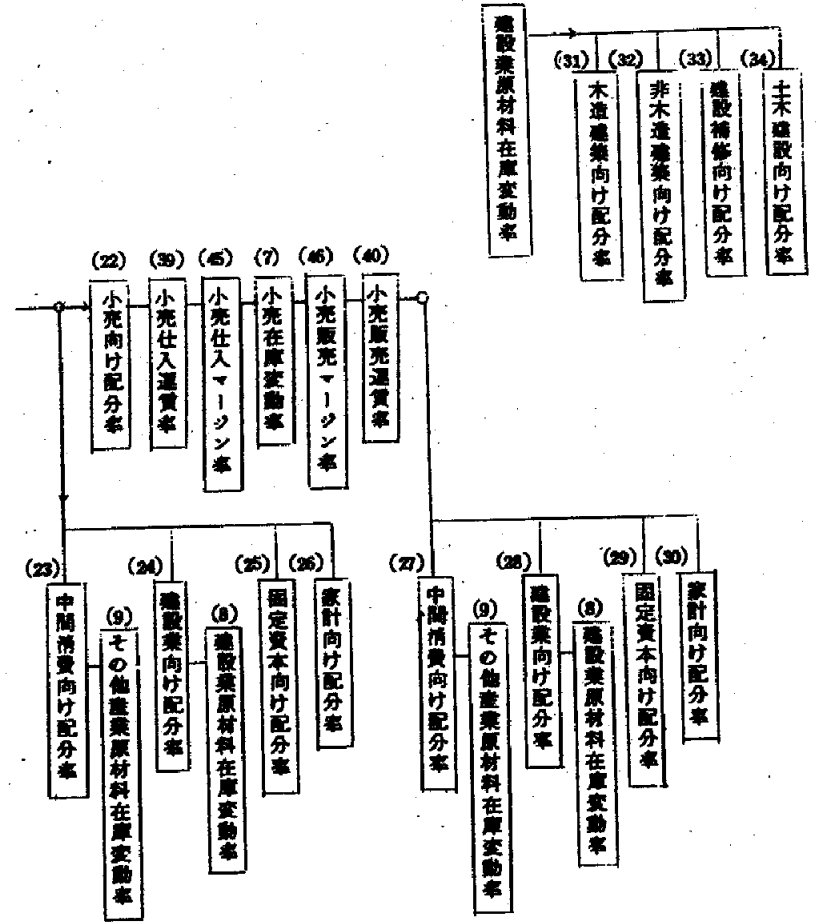 建設業原材料在庫変動率
(31)
木造建築向け配分率
(32)
非木造建築向け配分率
(33)
建設補修向け配分率
(34)
土木建設向け配分率
(22)
小売向け配分率
(39)
小売仕入運賃率
(45)
小売仕入マージン率
(7)
小売在庫変動率
(46)
小売販売マージン率
(40)
小売販売運賃率
(23)
中間消費向け配分率
(9)
その他産業原材料在庫変動率
(24)
建設業向け配分率
(8)
建設業原材料在庫変動率
(25)
固定資本向け配分率
(26)
家計向け配分率
(27)
中間消費向け配分率
(9)
その他産業原材料在庫変動率
(28)
建設業向け配分率
(8)
建設業原材料在庫変動率
(29)
固定資本向け配分率
(30)
家計向け配分率